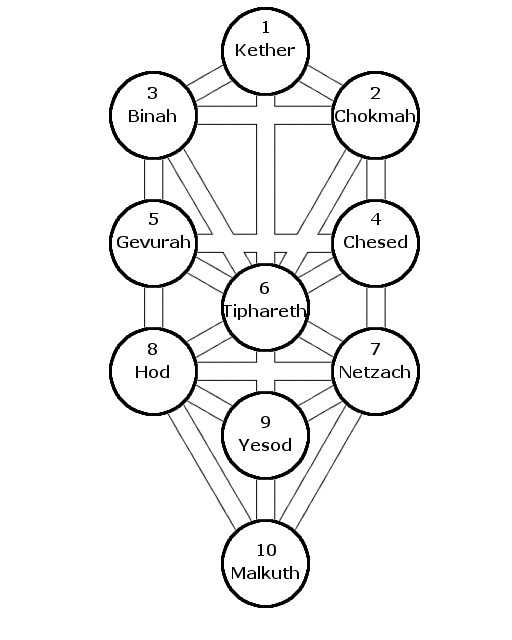 1
Kether
3
Binah
2
Chokmah
5
Gevurah
4
Chesed
6
Tiphareth
8
Hod
7
Netzach
9
Yesod
10
Malkuth